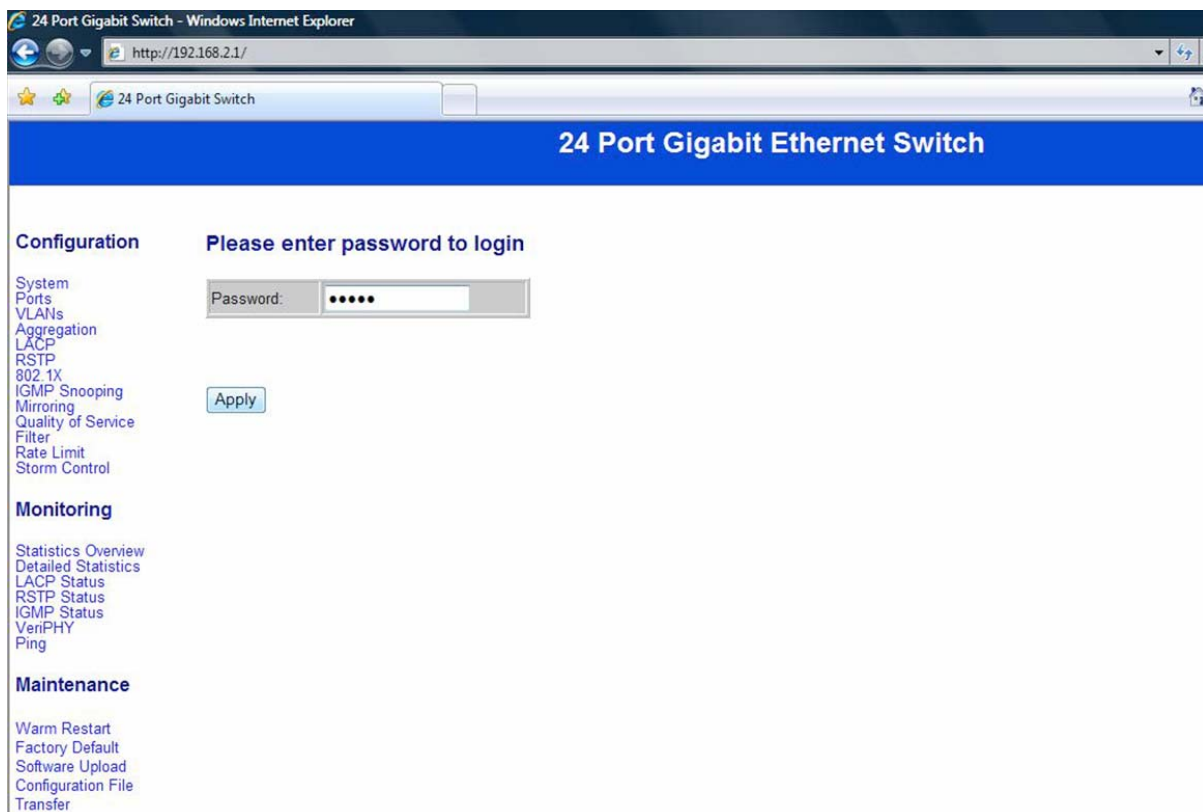 24 Port Gigabit Switch - Windows Internet Explorer
http://192.168.2.1/
24 Port Gigabit Switch
24 Port Gigabit Ethernet Switch
Configuration
System
Ports
VLANs
Aggregation
LACP
RSTP
802.1X
IGMP Snooping
Mirroring
Quality of Service
Filter
Rate Limit
Storm Control
Monitoring
Statistics Overview
Detailed Statistics
LACP Status
RSTP Status
IGMP Status
VeriPHY
Ping
Maintenance
Warm Restart
Factory Default
Software Upload
Configuration File
Transfer
Please enter password to login
Password: •••••
Apply